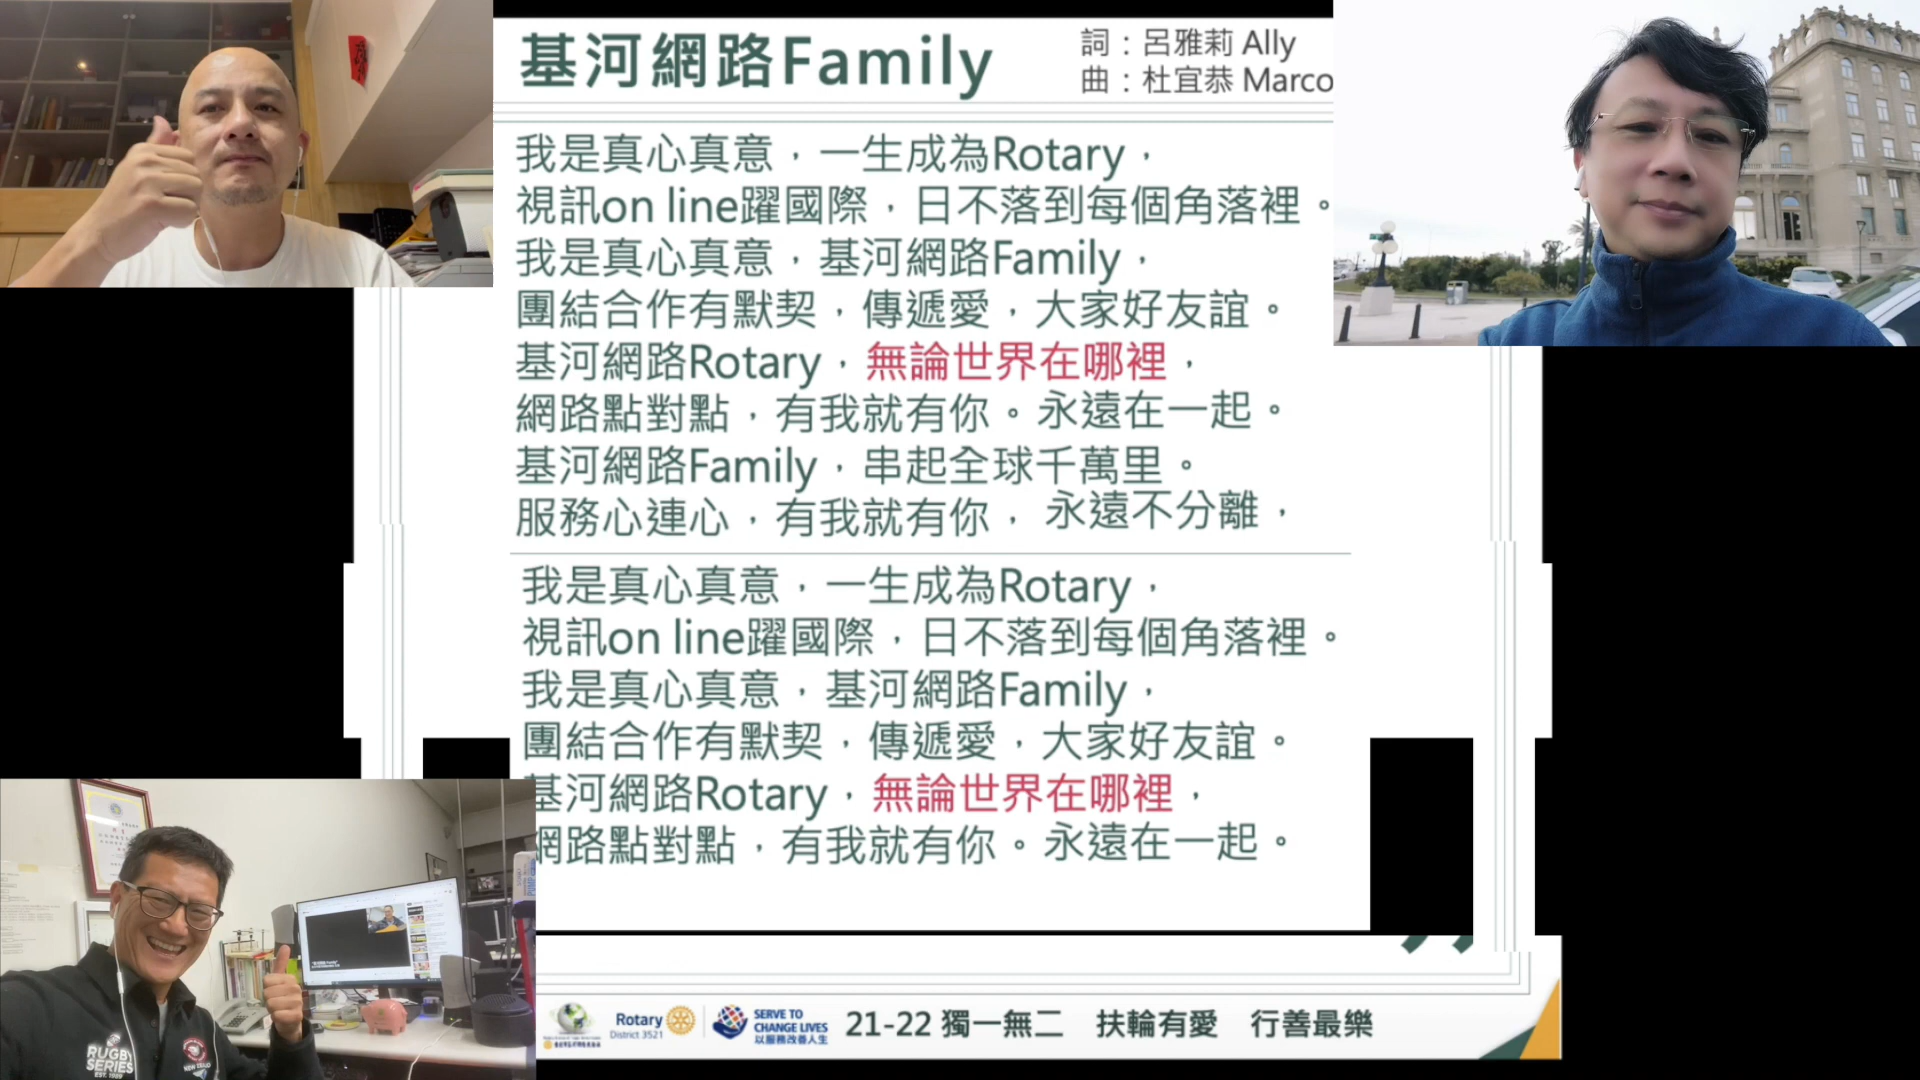 基河網路Family
詞：呂雅莉 Ally
曲：杜宜恭 Marco
我是真心真意，一生成為Rotary，
視訊on line躍國際，日不落到每個角落裡。
我是真心真意，基河網路Family，
團結合作有默契，傳遞愛，大家好友誼。
基河網路Rotary，無論世界在哪裡，
網路點對點，有我就有你。永遠在一起。
基河網路Family，串起全球千萬里。
服務心連心，有我就有你，永遠不分離，
我是真心真意，一生成為Rotary，
視訊on line躍國際，日不落到每個角落裡。
我是真心真意，基河網路Family，
團結合作有默契，傳遞愛，大家好友誼。
基河網路Rotary，無論世界在哪裡，
網路點對點，有我就有你。永遠在一起。
RUGBY
SERIES
EST. 1989
NEW ZEALAND
Rotary
District 3521
SERVE TO
CHANGE LIVES
以服務改善人生
21-22 獨一無二 扶輪有愛 行善最樂